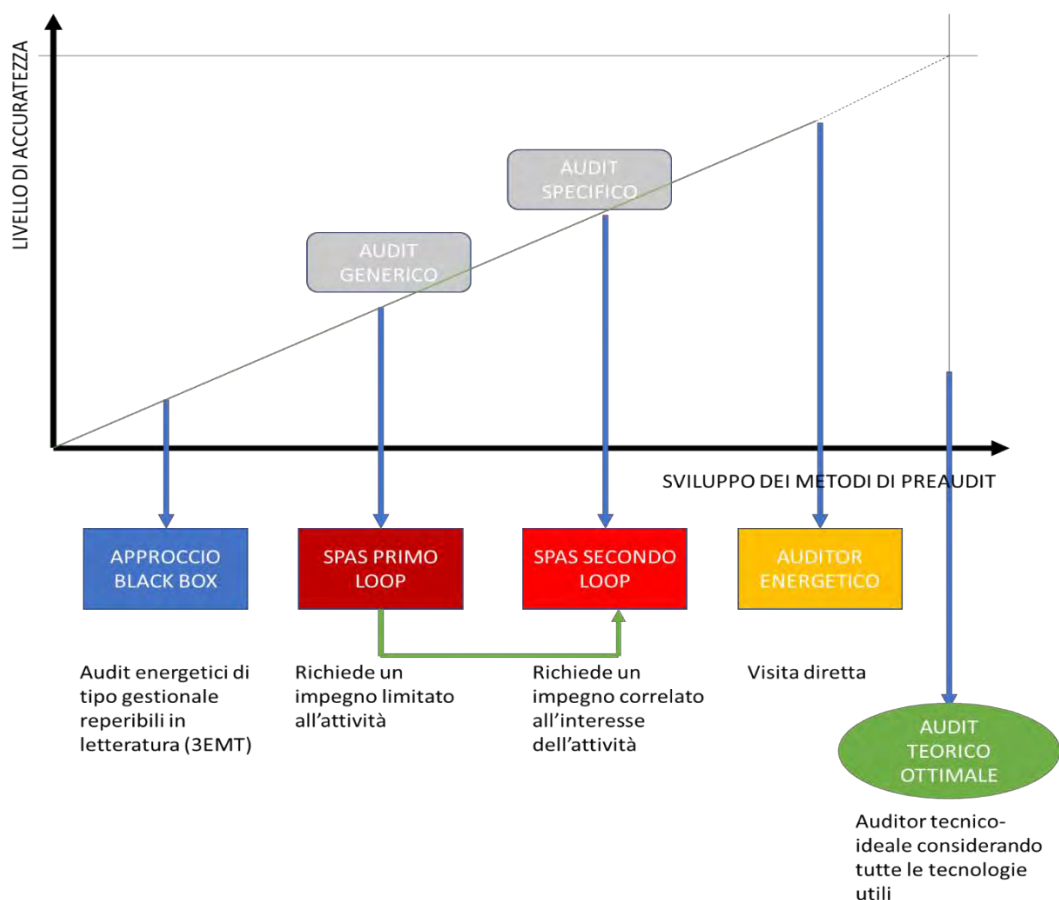 LIVELLO DI ACCURATEZZA
AUDIT
SPECIFICO
AUDIT
GENERICO
SVILUPPO DEI METODI DI PREAUDIT
APPROCCIO
BLACK BOX
SPAS PRIMO
LOOP
SPAS SECONDO
LOOP
AUDITOR
ENERGETICO
Audit energetici di
tipo gestionale
reperibili in
letteratura (3EMT)
Richiede un
impegno limitato
all’attività
Richiede un
impegno correlato
all’interesse
dell’attività
Visita diretta
AUDIT
TEORICO
OTTIMALE
Auditor tecnico-
ideale considerando
tutte le tecnologie
utili